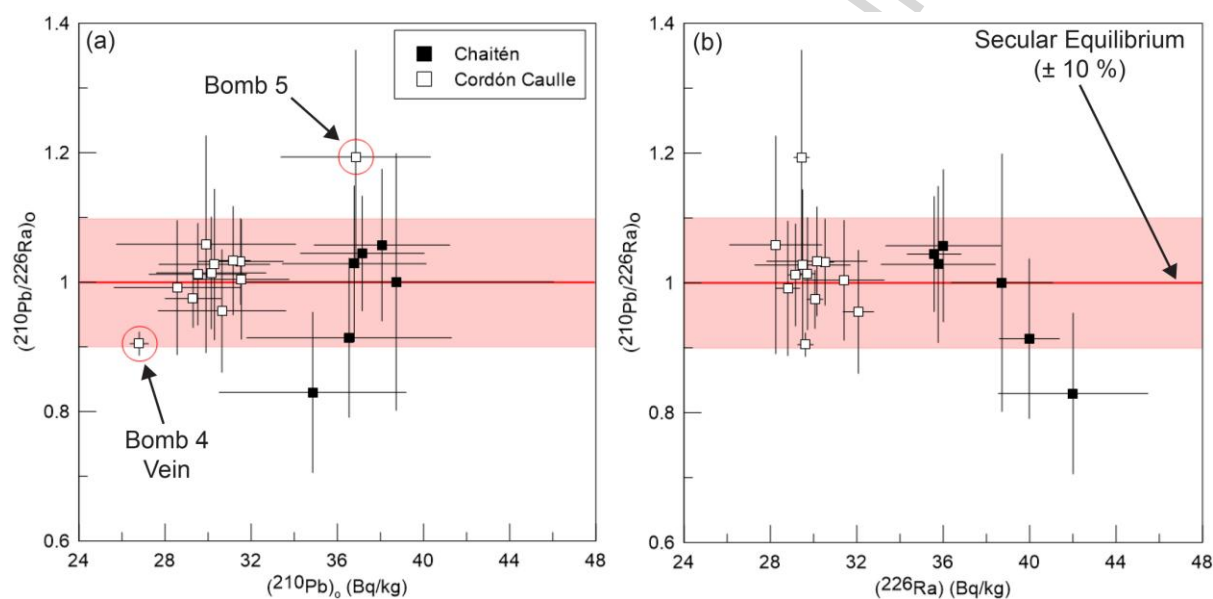 (a)
Chaitén
Cordón Caulle
Bomb 5
Bomb 4
Vein
1.4
1.2
1
0.8
0.6
(²¹⁰Pb/²²⁶Ra)o
24 28 32 36 40 44 48
(²¹⁰Pb)ₒ (Bq/kg)
(b)
Secular Equilibrium
(± 10 %)
1.4
1.2
1
0.8
0.6
(²¹⁰Pb/²²⁶Ra)o
24 28 32 36 40 44 48
(²²⁶Ra) (Bq/kg)